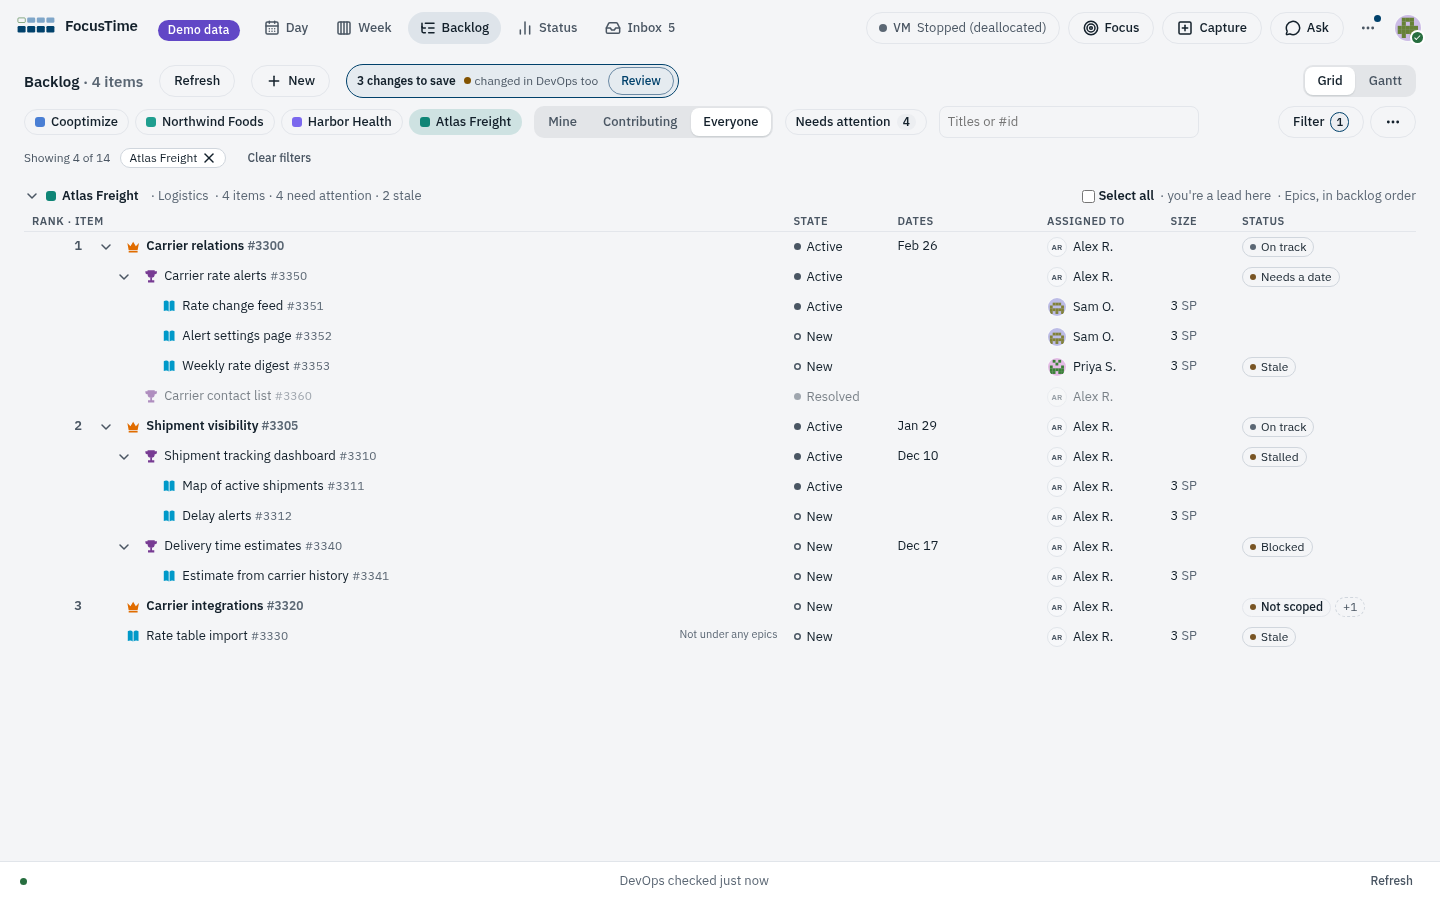 FocusTime Demo data Day Week Backlog Status Inbox 5 VM Stopped (deallocated) Focus Capture Ask
Backlog · 4 items Refresh New 3 changes to save changed in DevOps too Review Grid Gantt
Cooptimize Northwind Foods Harbor Health Atlas Freight Mine Contributing Everyone Needs attention 4 Titles or #id Filter 1
Showing 4 of 14 Atlas Freight Clear filters
Atlas Freight · Logistics · 4 items · 4 need attention · 2 stale Select all · you're a lead here · Epics, in backlog order
RANK · ITEM STATE DATES ASSIGNED TO SIZE STATUS
1 Carrier relations #3300 Active Feb 26 AR Alex R. On track
Carrier rate alerts #3350 Active AR Alex R. Needs a date
Rate change feed #3351 Active Sam O. 3 SP
Alert settings page #3352 New Sam O. 3 SP
Weekly rate digest #3353 New Priya S. 3 SP Stale
Carrier contact list #3360 Resolved AR Alex R.
2 Shipment visibility #3305 Active Jan 29 AR Alex R. On track
Shipment tracking dashboard #3310 Active Dec 10 AR Alex R. Stalled
Map of active shipments #3311 Active AR Alex R. 3 SP
Delay alerts #3312 New AR Alex R. 3 SP
Delivery time estimates #3340 New Dec 17 AR Alex R. Blocked
Estimate from carrier history #3341 New AR Alex R. 3 SP
3 Carrier integrations #3320 New AR Alex R. Not scoped +1
Rate table import #3330 Not under any epics New AR Alex R. 3 SP Stale
DevOps checked just now Refresh